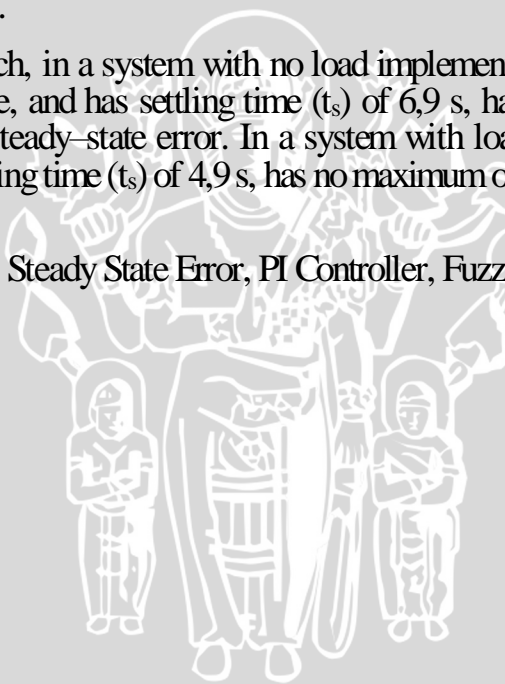 .
ch, in a system with no load implemen
e, and has settling time (ts) of 6,9 s, ha
teady–state error. In a system with loa
ing time (ts) of 4,9 s, has no maximum o
Steady State Error, PI Controller, Fuzz